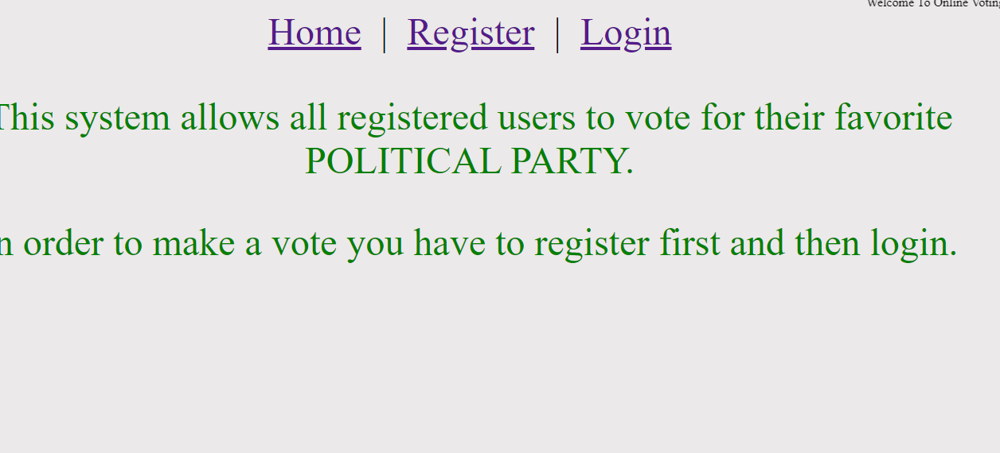 Welcome To Online Voting
Home | Register | Login
This system allows all registered users to vote for their favorite
POLITICAL PARTY.
n order to make a vote you have to register first and then login.